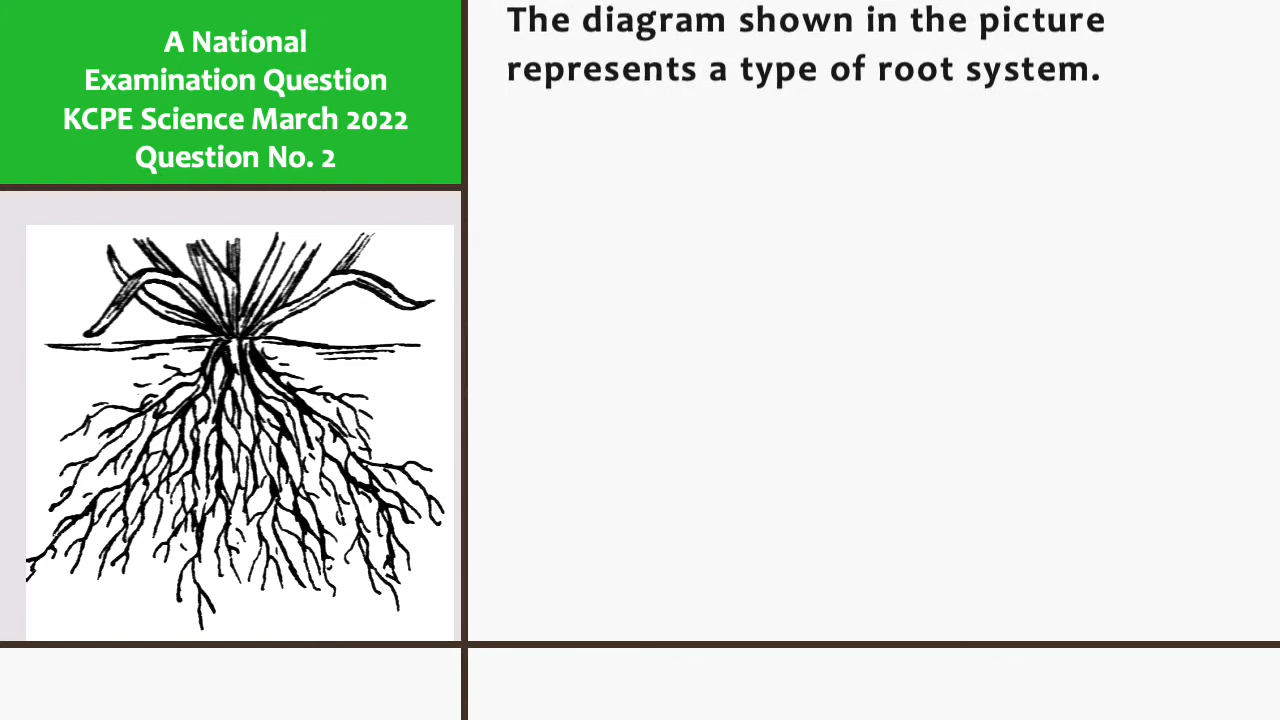 A National
Examination Question
KCPE Science March 2022
Question No. 2
The diagram shown in the picture
represents a type of root system.